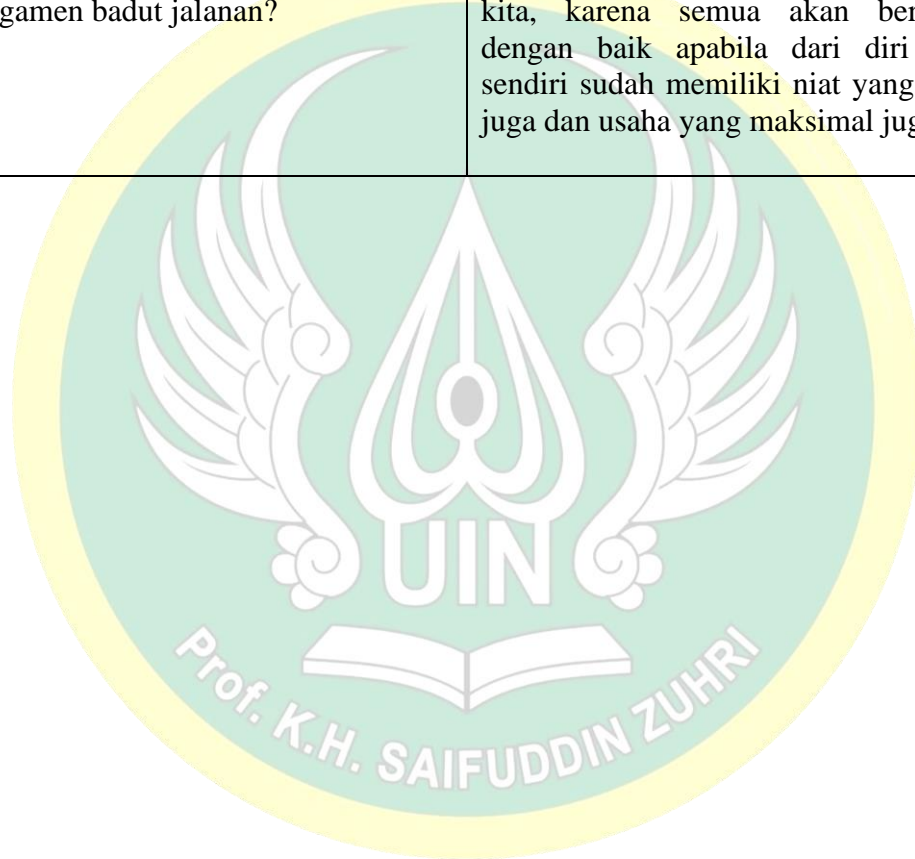 gamen badut jalanan?
kita, karena semua akan ber
dengan baik apabila dari diri
sendiri sudah memiliki niat yang
juga dan usaha yang maksimal jug
UIN
Prof. K.H. SAIFUDDIN ZUHRI